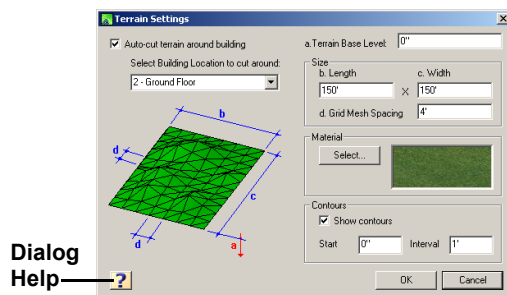 Terrain Settings
Auto-cut terrain around building
Select Building Location to cut around:
2 - Ground Floor
a.Terrain Base Level: 0"
Size
b. Length c. Width
150' X 150'
d. Grid Mesh Spacing 4'
Material
Select...
Contours
Show contours
Start 0" Interval 1'
b
d
c
d
a
Dialog
Help
?
OK Cancel